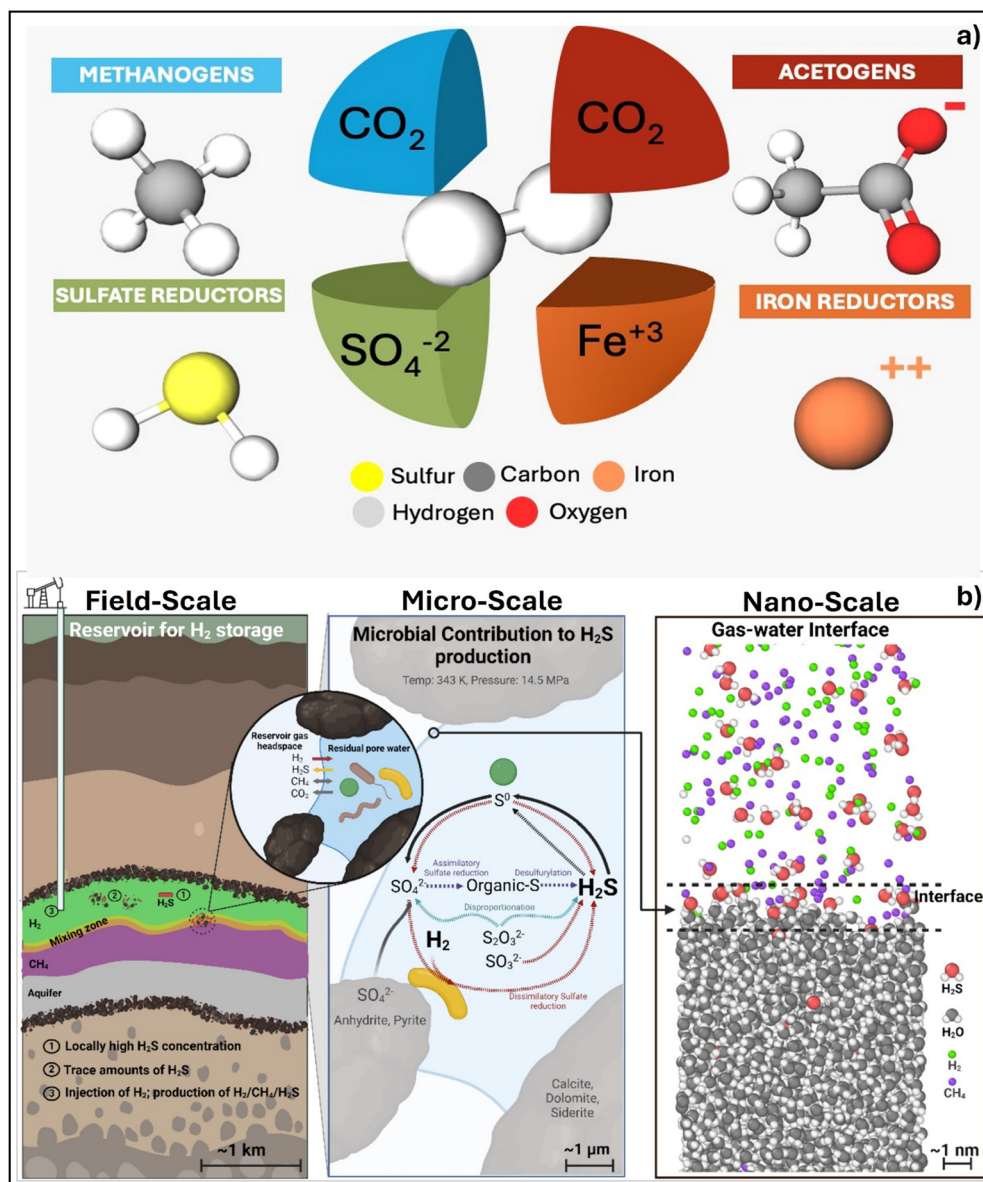 a)
METHANOGENS
ACETOGENS
CO₂
CO₂
SULFATE REDUCTORS
IRON REDUCTORS
SO₄⁻²
Fe⁺³
++
Sulfur
Carbon
Iron
Hydrogen
Oxygen
b)
Field-Scale
Micro-Scale
Nano-Scale
Reservoir for H₂ storage
Microbial Contribution to H₂S
production
Temp: 343 K, Pressure: 14.5 MPa
Gas-water Interface
Reservoir gas
headspace
Residual pore water
H₂
H₂S
CH₄
CO₂
S⁰
Assimilatory
Sulfate reduction
Desulfurylation
SO₄²⁻
Organic-S
H₂S
Disproportionation
H₂
S₂O₃²⁻
SO₃²⁻
Dissimilatory Sulfate
reduction
SO₄²⁻
Anhydrite, Pyrite
Calcite,
Dolomite,
Siderite
~1 µm
3
2
1
H₂S
H₂
Mixing zone
CH₄
Aquifer
1 Locally high H₂S concentration
2 Trace amounts of H₂S
3 Injection of H₂; production of H₂/CH₄/H₂S
~1 km
Interface
H₂S
H₂O
H₂
CH₄
~1 nm